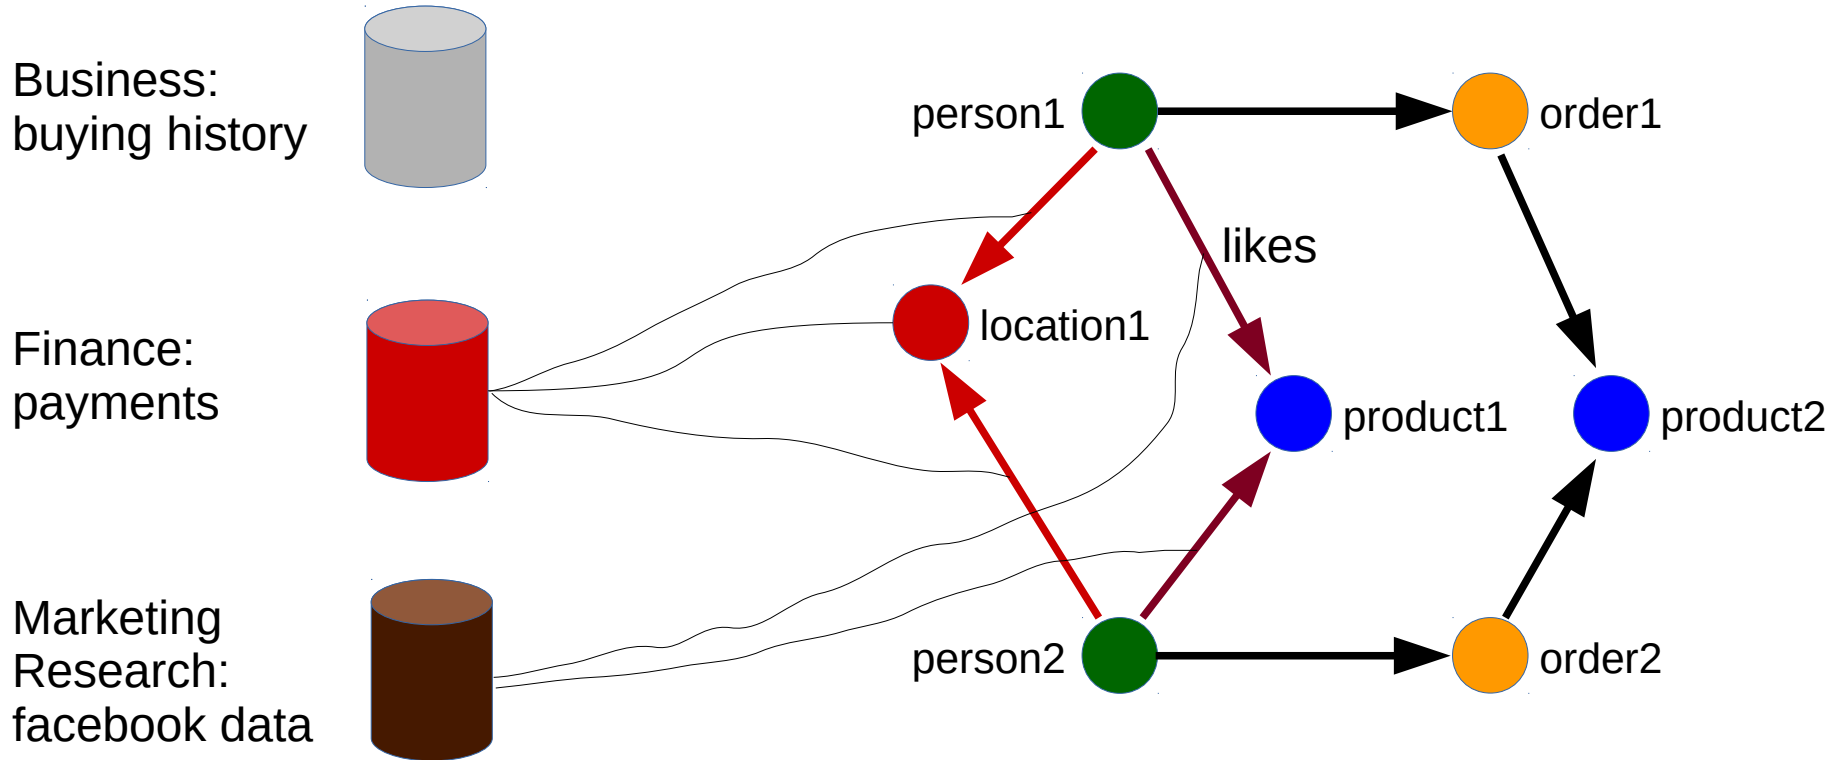 Business:
buying history
person1
order1
likes
Finance:
payments
location1
product1
product2
Marketing
Research:
facebook data
person2
order2